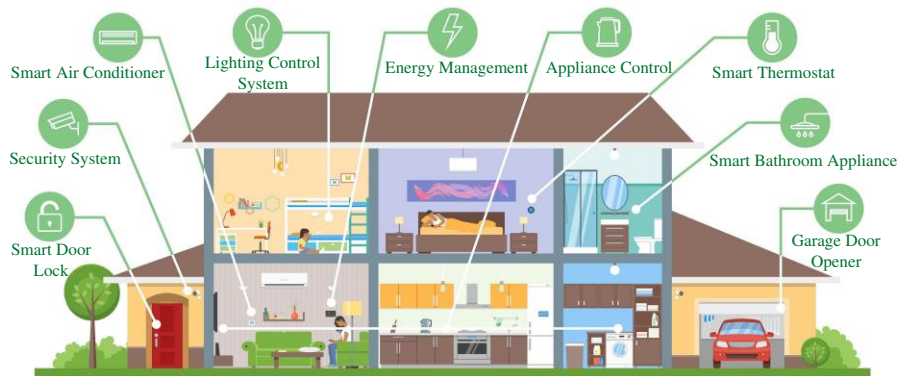 Smart Air Conditioner
Lighting Control
System
Energy Management
Appliance Control
Smart Thermostat
Security System
Smart Bathroom Appliance
Smart Door
Lock
Garage Door
Opener